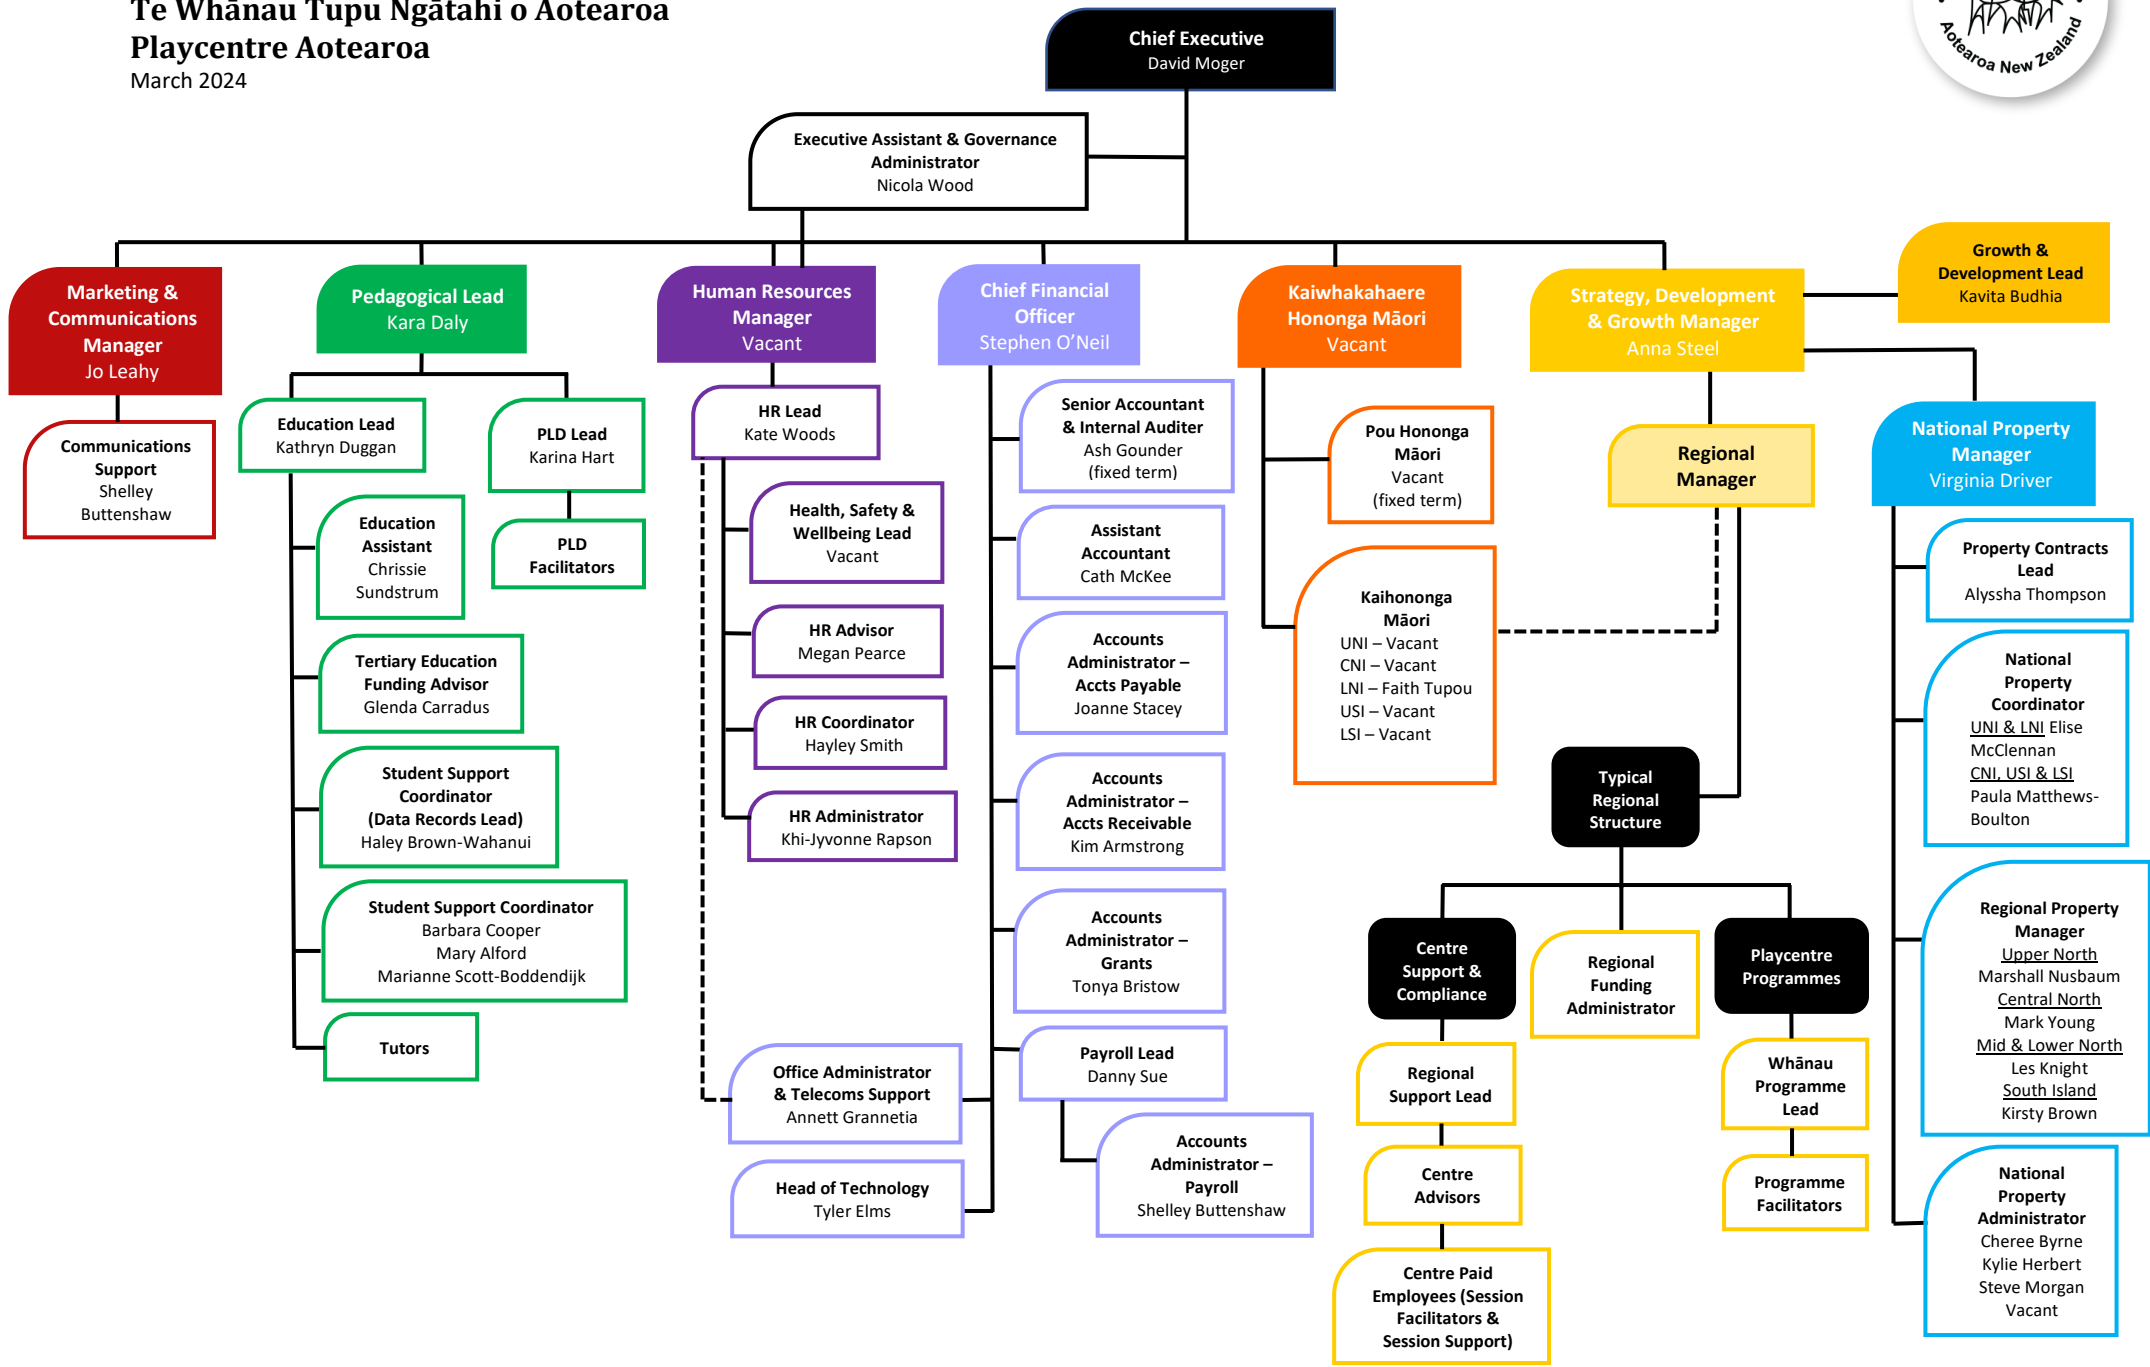 Te Whānau Tupu Ngātahi o Aotearoa
Playcentre Aotearoa
March 2024
Aotearoa New Zealand
Chief Executive
David Moger
Executive Assistant & Governance
Administrator
Nicola Wood
Marketing &
Communications
Manager
Jo Leahy
Communications
Support
Shelley
Buttenshaw
Pedagogical Lead
Kara Daly
Education Lead
Kathryn Duggan
PLD Lead
Karina Hart
PLD
Facilitators
Education
Assistant
Chrissie
Sundstrum
Tertiary Education
Funding Advisor
Glenda Carradus
Student Support
Coordinator
(Data Records Lead)
Haley Brown-Wahanui
Student Support Coordinator
Barbara Cooper
Mary Alford
Marianne Scott-Boddendijk
Tutors
Human Resources
Manager
Vacant
HR Lead
Kate Woods
Health, Safety &
Wellbeing Lead
Vacant
HR Advisor
Megan Pearce
HR Coordinator
Hayley Smith
HR Administrator
Khi-Jyvonne Rapson
Chief Financial
Officer
Stephen O’Neil
Senior Accountant
& Internal Auditer
Ash Gounder
(fixed term)
Assistant
Accountant
Cath McKee
Accounts
Administrator –
Accts Payable
Joanne Stacey
Accounts
Administrator –
Accts Receivable
Kim Armstrong
Accounts
Administrator –
Grants
Tonya Bristow
Payroll Lead
Danny Sue
Accounts
Administrator –
Payroll
Shelley Buttenshaw
Office Administrator
& Telecoms Support
Annett Grannetia
Head of Technology
Tyler Elms
Kaiwhakahaere
Hononga Māori
Vacant
Pou Hononga
Māori
Vacant
(fixed term)
Kaihononga
Māori
UNI – Vacant
CNI – Vacant
LNI – Faith Tupou
USI – Vacant
LSI – Vacant
Strategy, Development
& Growth Manager
Anna Steel
Growth &
Development Lead
Kavita Budhia
Regional
Manager
Typical
Regional
Structure
Centre
Support &
Compliance
Regional
Support Lead
Centre
Advisors
Centre Paid
Employees (Session
Facilitators &
Session Support)
Regional
Funding
Administrator
Playcentre
Programmes
Whānau
Programme
Lead
Programme
Facilitators
National Property
Manager
Virginia Driver
Property Contracts
Lead
Alyssha Thompson
National
Property
Coordinator
UNI & LNI Elise
McClennan
CNI, USI & LSI
Paula Matthews-
Boulton
Regional Property
Manager
Upper North
Marshall Nusbaum
Central North
Mark Young
Mid & Lower North
Les Knight
South Island
Kirsty Brown
National
Property
Administrator
Cheree Byrne
Kylie Herbert
Steve Morgan
Vacant